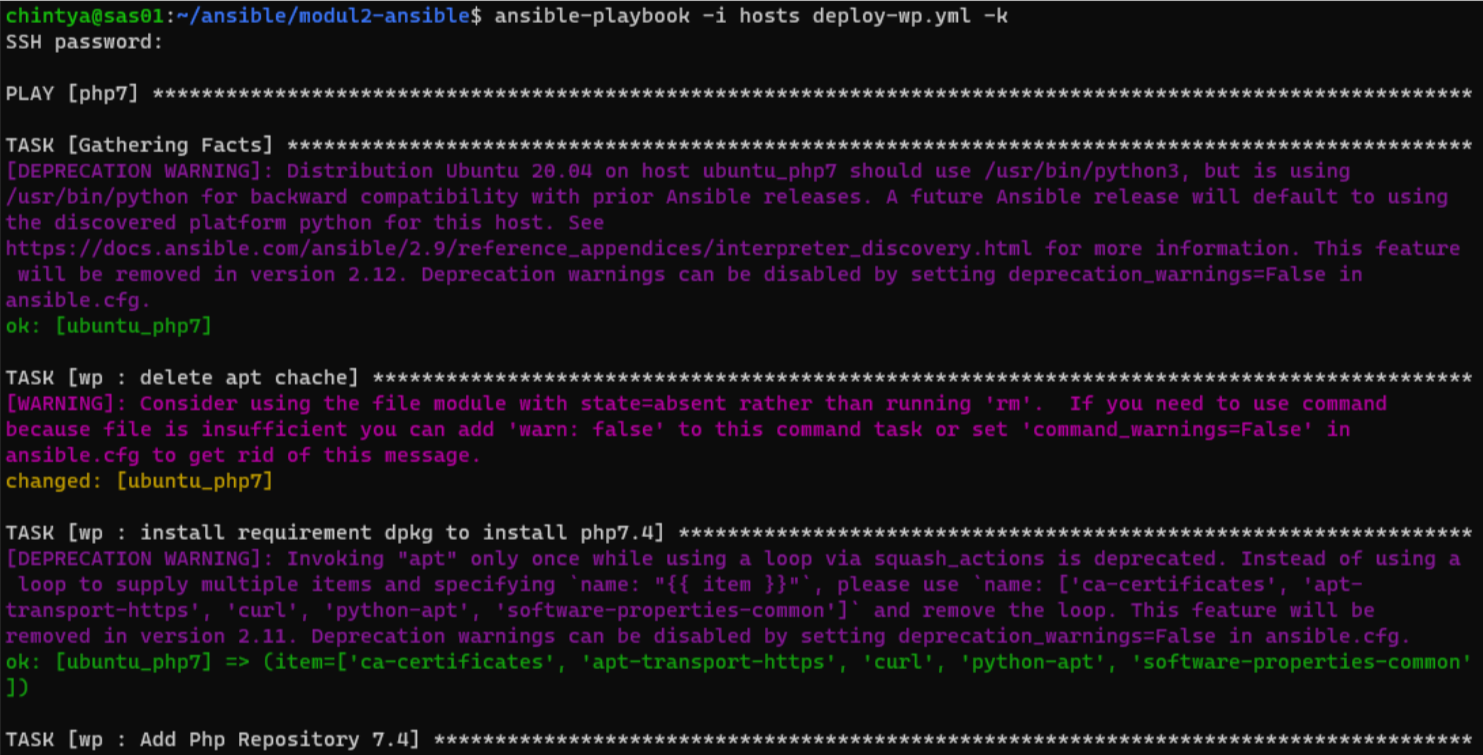 chintya@sas01:~/ansible/modul2-ansible$ ansible-playbook -i hosts deploy-wp.yml -k
SSH password:
PLAY [php7] ************************************************************************************************************
TASK [Gathering Facts] *************************************************************************************************
[DEPRECATION WARNING]: Distribution Ubuntu 20.04 on host ubuntu_php7 should use /usr/bin/python3, but is using
/usr/bin/python for backward compatibility with prior Ansible releases. A future Ansible release will default to using
the discovered platform python for this host. See
https://docs.ansible.com/ansible/2.9/reference_appendices/interpreter_discovery.html for more information. This feature
 will be removed in version 2.12. Deprecation warnings can be disabled by setting deprecation_warnings=False in
ansible.cfg.
ok: [ubuntu_php7]
TASK [wp : delete apt chache] ******************************************************************************************
[WARNING]: Consider using the file module with state=absent rather than running 'rm'.  If you need to use command
because file is insufficient you can add 'warn: false' to this command task or set 'command_warnings=False' in
ansible.cfg to get rid of this message.
changed: [ubuntu_php7]
TASK [wp : install requirement dpkg to install php7.4] *****************************************************************
[DEPRECATION WARNING]: Invoking "apt" only once while using a loop via squash_actions is deprecated. Instead of using a
 loop to supply multiple items and specifying `name: "{{ item }}"`, please use `name: ['ca-certificates', 'apt-
transport-https', 'curl', 'python-apt', 'software-properties-common']` and remove the loop. This feature will be
removed in version 2.11. Deprecation warnings can be disabled by setting deprecation_warnings=False in ansible.cfg.
ok: [ubuntu_php7] => (item=['ca-certificates', 'apt-transport-https', 'curl', 'python-apt', 'software-properties-common'
])
TASK [wp : Add Php Repository 7.4] *************************************************************************************